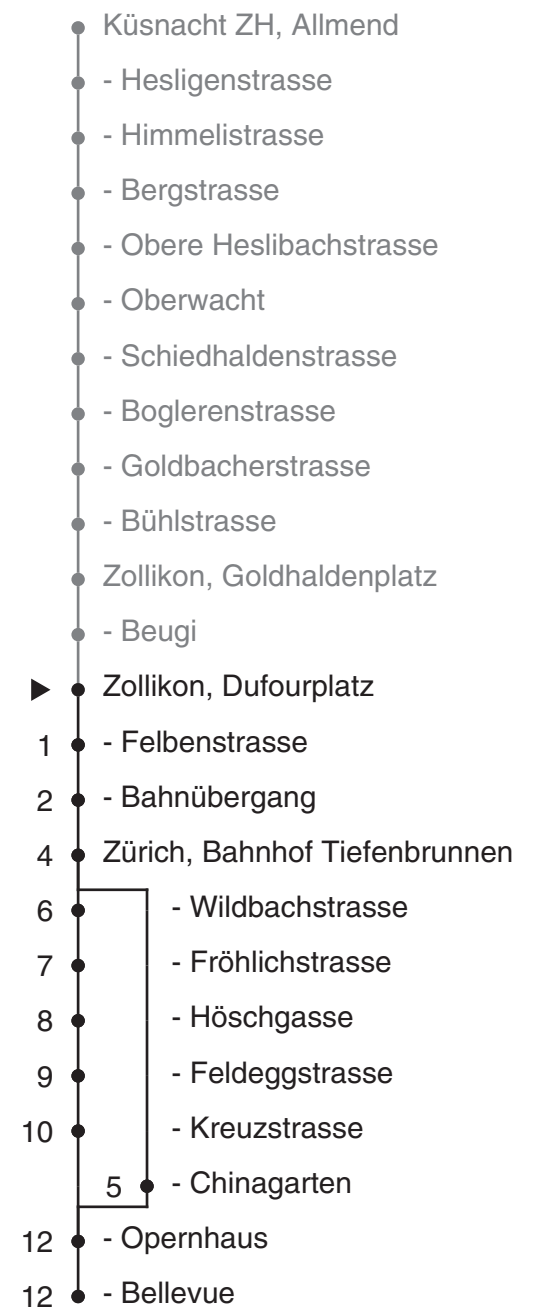 Küsnacht ZH, Allmend
- Hesligenstrasse
- Himmelistrasse
- Bergstrasse
- Obere Heslibachstrasse
- Oberwacht
- Schiedhaldenstrasse
- Boglerenstrasse
- Goldbacherstrasse
- Bühlstrasse
Zollikon, Goldhaldenplatz
- Beugi
Zollikon, Dufourplatz
1 - Felbenstrasse
2 - Bahnübergang
4 Zürich, Bahnhof Tiefenbrunnen
6 - Wildbachstrasse
7 - Fröhlichstrasse
8 - Höschgasse
9 - Feldeggstrasse
10 - Kreuzstrasse
5 - Chinagarten
12 - Opernhaus
12 - Bellevue